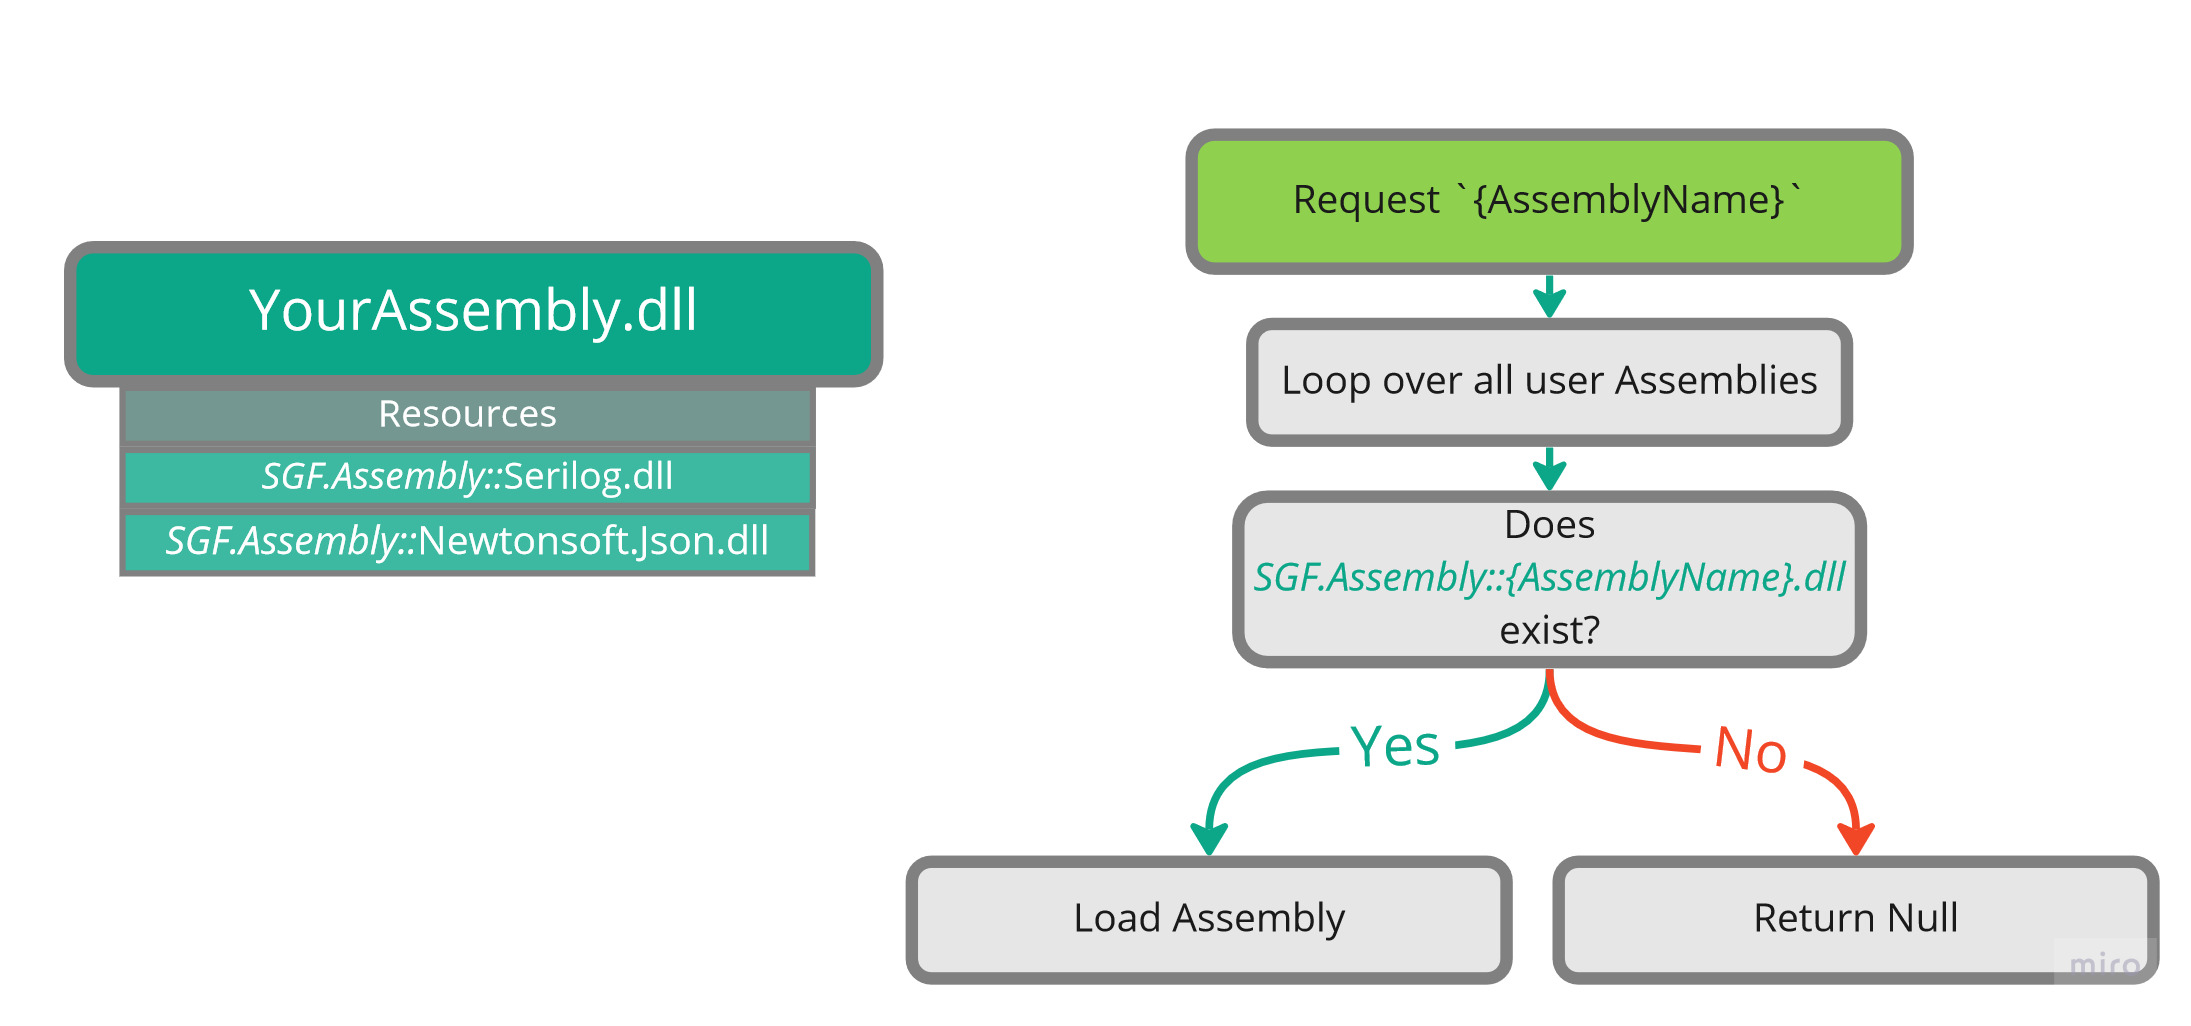 YourAssembly.dll
Resources
SGF.Assembly::Serilog.dll
SGF.Assembly::Newtonsoft.Json.dll
Request `{AssemblyName}`
Loop over all user Assemblies
Does
SGF.Assembly::{AssemblyName}.dll
exist?
Yes
No
Load Assembly
Return Null
miro